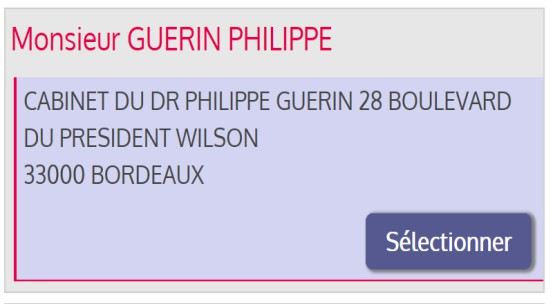 Monsieur GUERIN PHILIPPE
CABINET DU DR PHILIPPE GUERIN 28 BOULEVARD
DU PRESIDENT WILSON
33000 BORDEAUX
Sélectionner